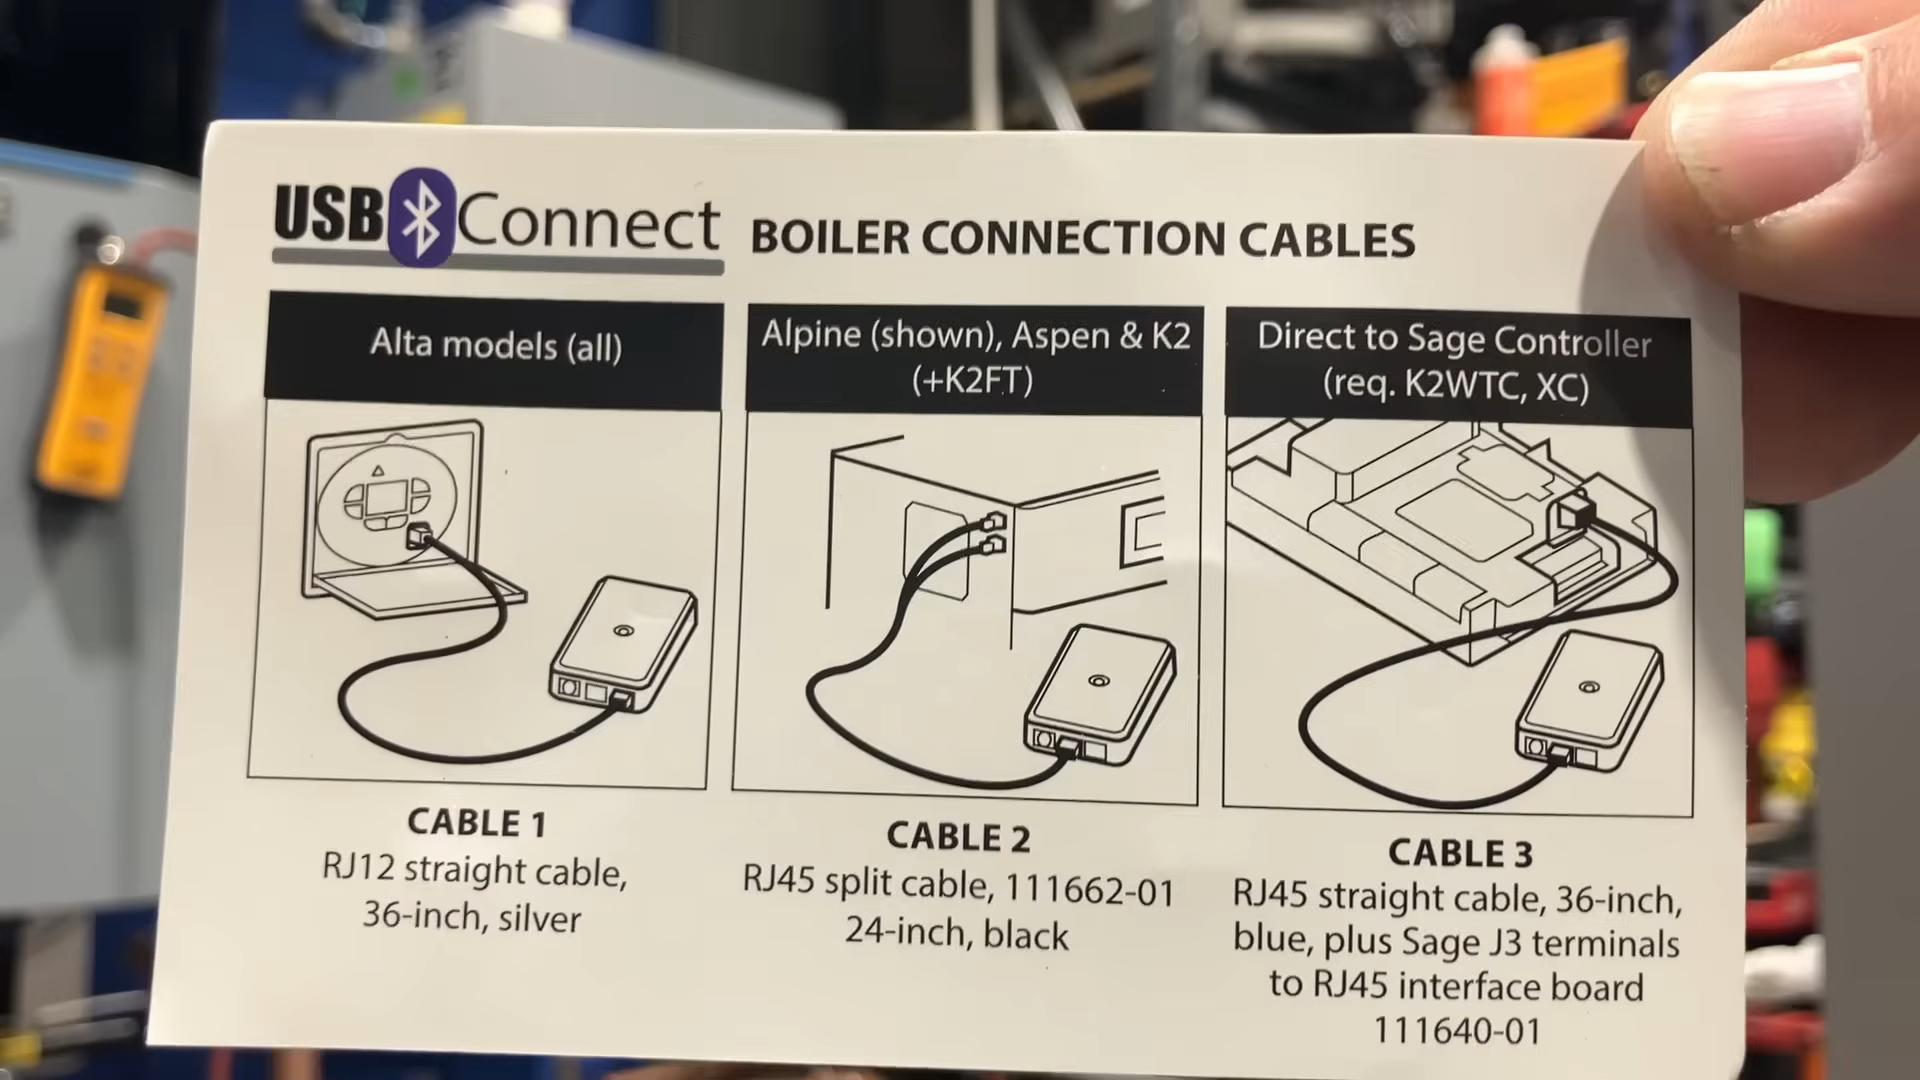 USB Connect
BOILER CONNECTION CABLES
Alta models (all)
Alpine (shown), Aspen & K2
(+K2FT)
Direct to Sage Controller
(req. K2WTC, XC)
CABLE 1
RJ12 straight cable,
36-inch, silver
CABLE 2
RJ45 split cable, 111662-01
24-inch, black
CABLE 3
RJ45 straight cable, 36-inch,
blue, plus Sage J3 terminals
to RJ45 interface board
111640-01